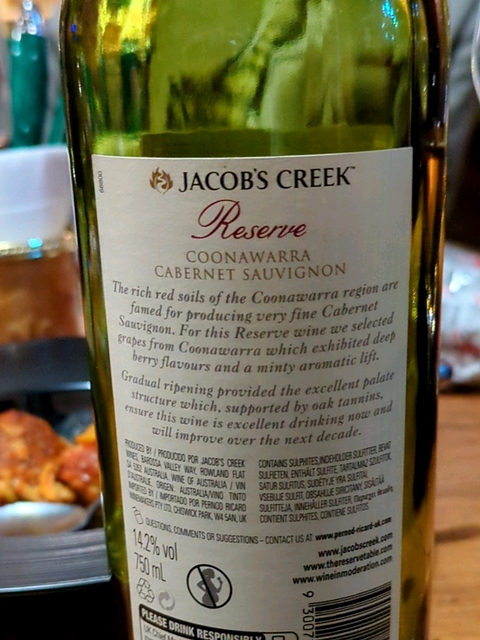 JACOB'S CREEK™
Reserve
COONAWARRA
CABERNET SAUVIGNON
The rich red soils of the Coonawarra region are
famed for producing very fine Cabernet
Sauvignon. For this Reserve wine we selected
grapes from Coonawarra which exhibited deep
berry flavours and a minty aromatic lift.
Gradual ripening provided the excellent palate
structure which, supported by oak tannins,
ensure this wine is excellent drinking now and
will improve over the next decade.
PRODUCED BY / PRODUCIDO POR JACOB'S CREEK
WINES, BAROSSA VALLEY WAY, ROWLAND FLAT
SA 5352 AUSTRALIA. WINE OF AUSTRALIA / VIN
D'AUSTRALIE. ORIGEN: AUSTRALIA/VINO TINTO
IMPORTED BY / IMPORTADO POR PERNOD RICARD
WINEMAKERS PTY LTD, CHISWICK PARK, W4 5AN, UK
CONTAINS SULPHITES, INDEHOLDER SULFITTER, BEVAT
SULFIETEN, ENTHÄLT SULFITE,
CONTIENT SULPHITES, CONTIENE SULFITOS.
QUESTIONS, COMMENTS OR SUGGESTIONS – CONTACT US AT www.pernod-ricard-uk.com
14.2% vol
750 mL
www.jacobscreek.com
www.thereservetable.com
www.wineinmoderation.com
9 3007
PLEASE DRINK RESPONSIBLY